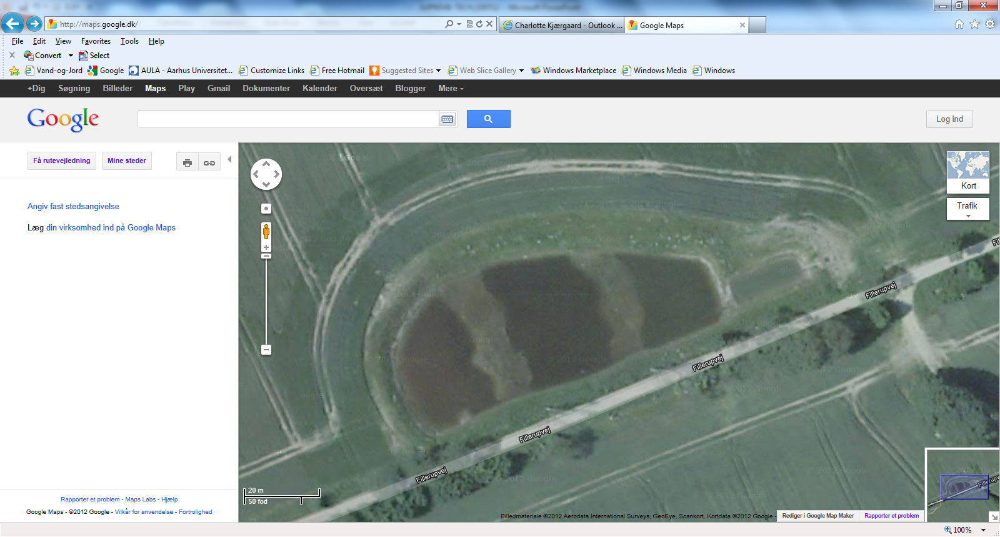 http://maps.google.dk/
Charlotte Kjærgaard - Outlook ...
Google Maps
File Edit View Favorites Tools Help
Convert Select
Vand-og-Jord Google AULA - Aarhus Universitet... Customize Links Free Hotmail Suggested Sites Web Slice Gallery Windows Marketplace Windows Media Windows
+Dig Søgning Billeder Maps Play Gmail Dokumenter Kalender Oversæt Blogger Mere
Google
Log ind
Få rutevejledning Mine steder
Angiv fast stedsangivelse
Læg din virksomhed ind på Google Maps
Kort
Trafik
Fillerupvej
Fillerupvej
Fillerupvej
Fillerupvej
20 m
50 fod
Rapporter et problem - Maps Labs - Hjælp
Google Maps - ©2012 Google - Vilkår for anvendelse - Fortrolighed
Billedmateriale ©2012 Aerodata International Surveys, GeoEye, Scankort, Kortdata ©2012 Google -
Rediger i Google Map Maker
Rapporter et problem
100%